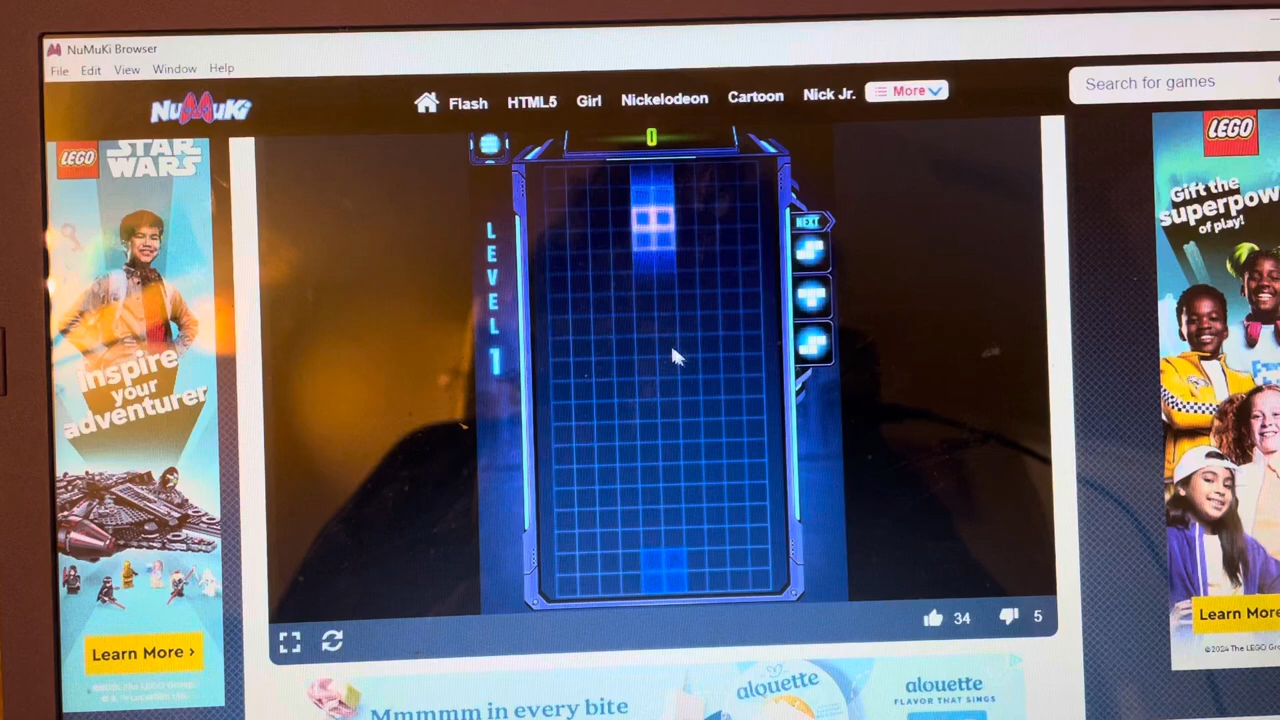 NuMuKi Browser
File Edit View Window Help
NuMuKi
Flash HTML5 Girl Nickelodeon Cartoon Nick Jr. More
Search for games
LEGO STAR WARS
inspire
your
adventurer
Learn More ›
0
LEVEL 1
NEXT
34 5
LEGO
Gift the
superpow
of play!
Learn More
©2024 The LEGO Gr
Mmmmm in every bite
alouette
alouette
FLAVOR THAT SINGS